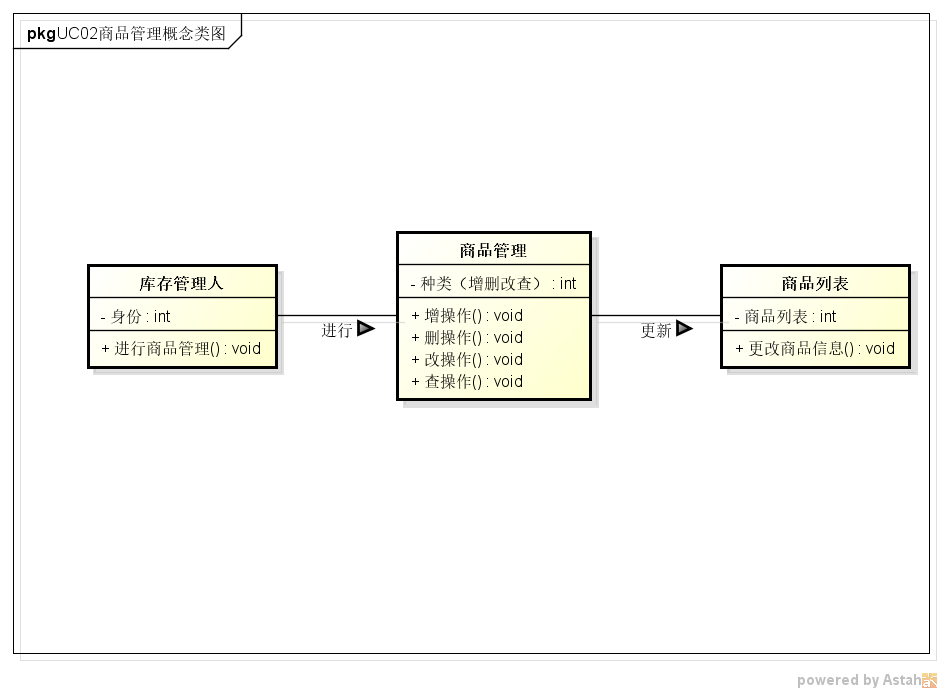 pkg UC02商品管理概念类图
库存管理人
- 身份 : int
+ 进行商品管理() : void
进行
商品管理
- 种类（增删改查） : int
+ 增操作() : void
+ 删操作() : void
+ 改操作() : void
+ 查操作() : void
更新
商品列表
- 商品列表 : int
+ 更改商品信息() : void
powered by Astah